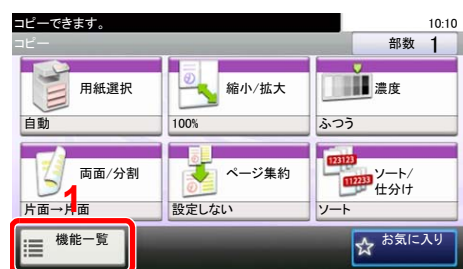 コピーできます。
10:10
コピー
部数 1
用紙選択
自動
縮小/拡大
100%
濃度
ふつう
両面/分割
片面→片面
ページ集約
設定しない
123123
112233
ソート/
仕分け
ソート
1
機能一覧
お気に入り